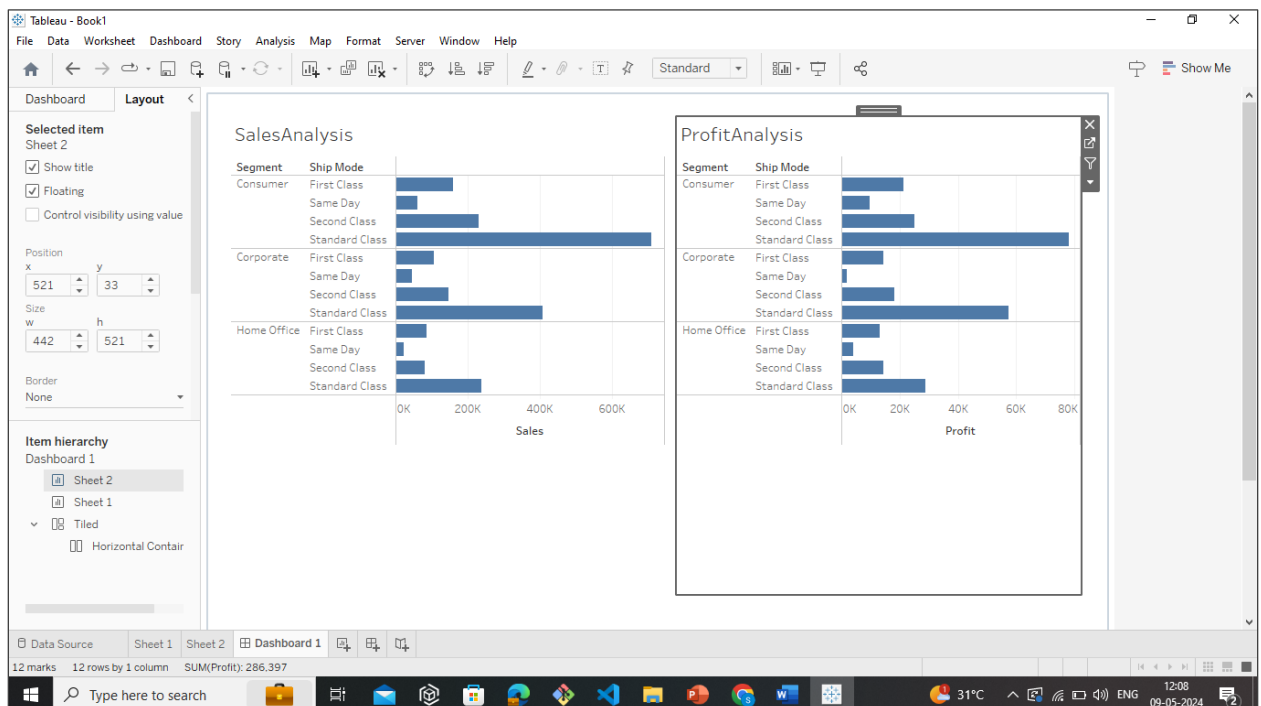 Tableau - Book1
File Data Worksheet Dashboard Story Analysis Map Format Server Window Help
Standard
Show Me
Dashboard Layout
Selected item
Sheet 2
Show title
Floating
Control visibility using value
Position
x y
521 33
Size
w h
442 521
Border
None
Item hierarchy
Dashboard 1
Sheet 2
Sheet 1
Tiled
Horizontal Contair
SalesAnalysis
Segment Ship Mode
Consumer First Class
Same Day
Second Class
Standard Class
Corporate First Class
Same Day
Second Class
Standard Class
Home Office First Class
Same Day
Second Class
Standard Class
0K 200K 400K 600K
Sales
ProfitAnalysis
Segment Ship Mode
Consumer First Class
Same Day
Second Class
Standard Class
Corporate First Class
Same Day
Second Class
Standard Class
Home Office First Class
Same Day
Second Class
Standard Class
0K 20K 40K 60K 80K
Profit
Data Source Sheet 1 Sheet 2 Dashboard 1
12 marks 12 rows by 1 column SUM(Profit): 286,397
Type here to search
31°C ENG
12:08
09-05-2024